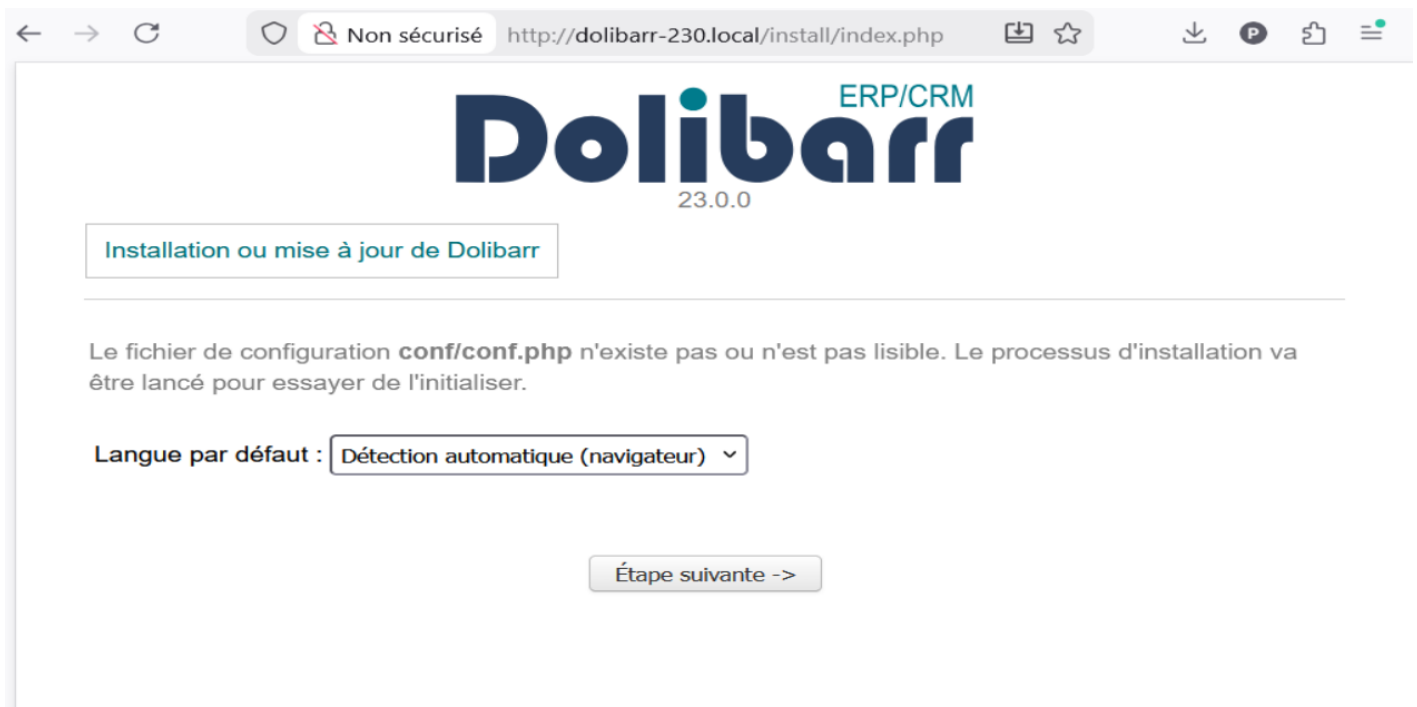 Non sécurisé http://dolibarr-230.local/install/index.php P
ERP/CRM
Dolibarr
23.0.0
Installation ou mise à jour de Dolibarr
Le fichier de configuration conf/conf.php n'existe pas ou n'est pas lisible. Le processus d'installation va
être lancé pour essayer de l'initialiser.
Langue par défaut : Détection automatique (navigateur)
Étape suivante ->